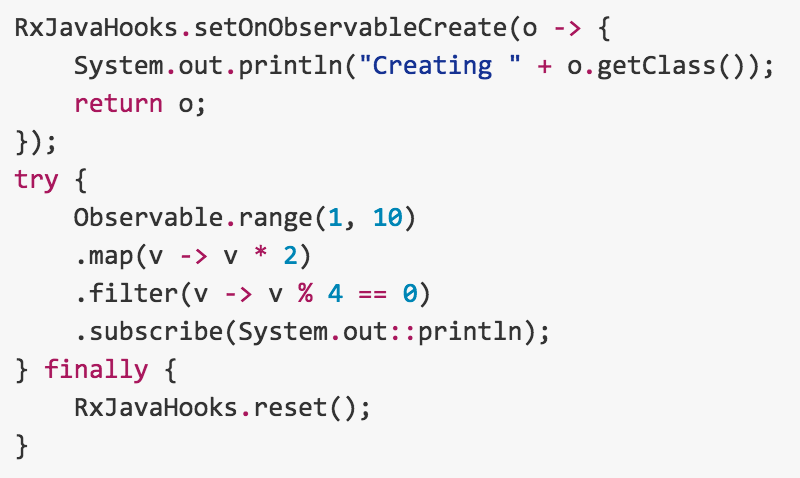 RxJavaHooks.setOnObservableCreate(o -> {
    System.out.println("Creating " + o.getClass());
    return o;
});
try {
    Observable.range(1, 10)
    .map(v -> v * 2)
    .filter(v -> v % 4 == 0)
    .subscribe(System.out::println);
} finally {
    RxJavaHooks.reset();
}